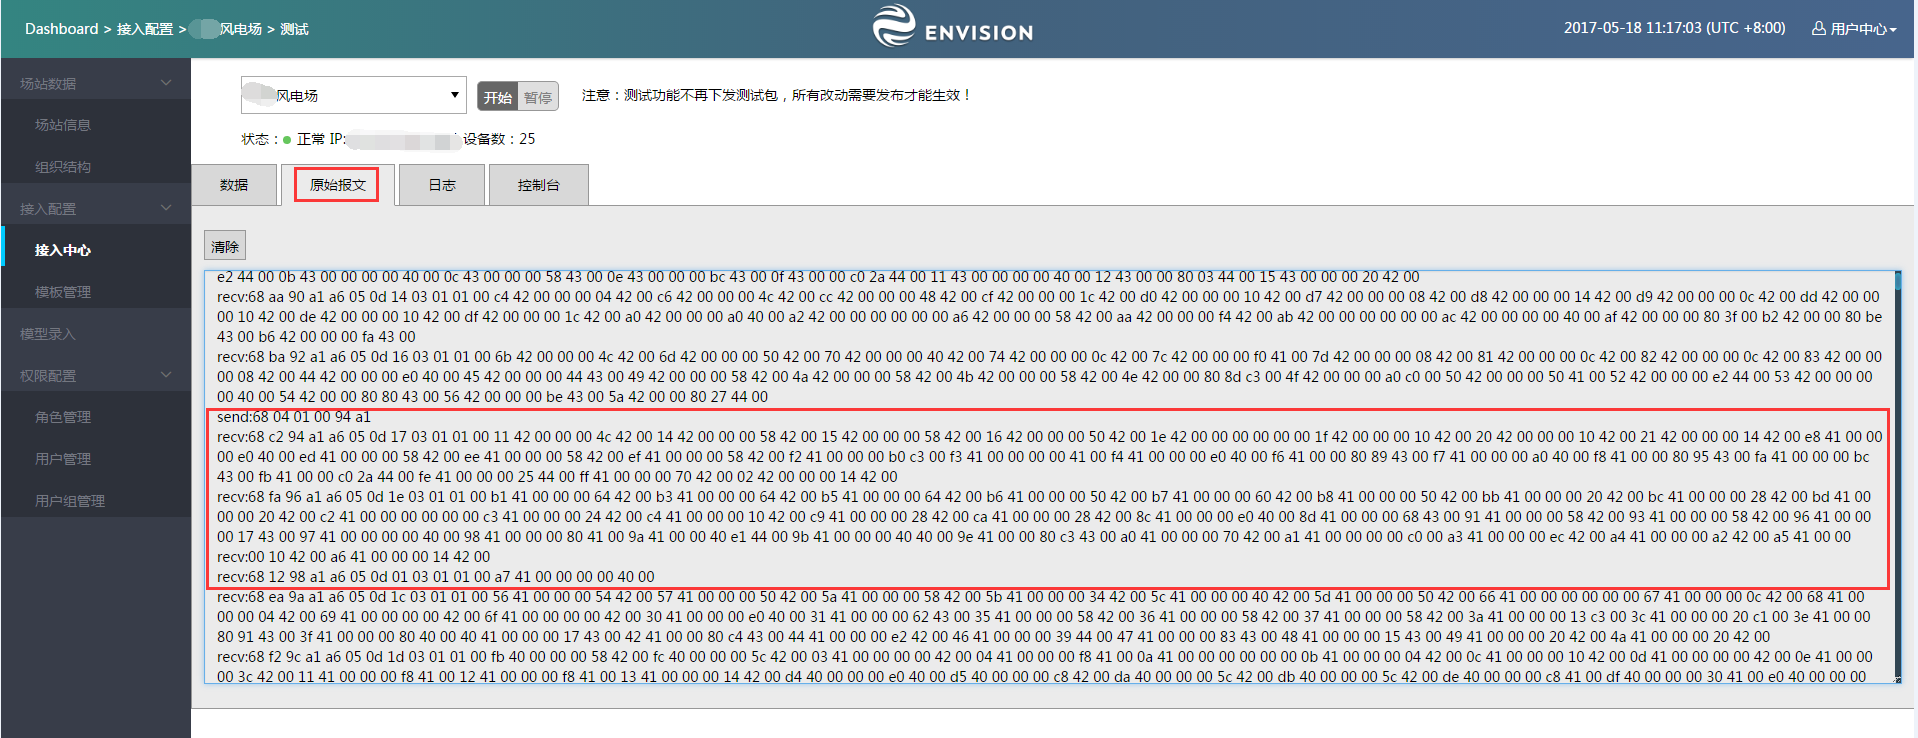 Dashboard > 接入配置 > 风电场 > 测试
ENVISION
2017-05-18 11:17:03 (UTC +8:00)
用户中心
场站数据
场站信息
组织结构
接入配置
接入中心
模板管理
模型录入
权限配置
角色管理
用户管理
用户组管理
风电场
开始 暂停
注意：测试功能不再下发测试包，所有改动需要发布才能生效！
状态： 正常 IP: 设备数：25
数据
原始报文
日志
控制台
清除
e2 44 00 0b 43 00 00 00 00 40 00 0c 43 00 00 00 58 43 00 0e 43 00 00 00 bc 43 00 0f 43 00 00 c0 2a 44 00 11 43 00 00 00 00 40 00 12 43 00 00 80 03 44 00 15 43 00 00 00 20 42 00
recv:68 aa 90 a1 a6 05 0d 14 03 01 01 00 c4 42 00 00 00 04 42 00 c6 42 00 00 00 4c 42 00 cc 42 00 00 00 48 42 00 cf 42 00 00 00 1c 42 00 d0 42 00 00 00 10 42 00 d7 42 00 00 00 08 42 00 d8 42 00 00 00 14 42 00 d9 42 00 00 00 0c 42 00 dd 42 00 00
00 10 42 00 de 42 00 00 00 10 42 00 df 42 00 00 00 1c 42 00 a0 42 00 00 00 a0 40 00 a2 42 00 00 00 00 00 00 a6 42 00 00 00 58 42 00 aa 42 00 00 00 f4 42 00 ab 42 00 00 00 00 00 00 ac 42 00 00 00 00 40 00 af 42 00 00 00 80 3f 00 b2 42 00 00 80 be
43 00 b6 42 00 00 00 fa 43 00
recv:68 ba 92 a1 a6 05 0d 16 03 01 01 00 6b 42 00 00 00 4c 42 00 6d 42 00 00 00 50 42 00 70 42 00 00 00 40 42 00 74 42 00 00 00 0c 42 00 7c 42 00 00 00 f0 41 00 7d 42 00 00 00 08 42 00 81 42 00 00 00 0c 42 00 82 42 00 00 00 0c 42 00 83 42 00 00
00 08 42 00 44 42 00 00 00 e0 40 00 45 42 00 00 00 44 43 00 49 42 00 00 00 58 42 00 4a 42 00 00 00 58 42 00 4b 42 00 00 00 58 42 00 4e 42 00 00 80 8d c3 00 4f 42 00 00 00 a0 c0 00 50 42 00 00 00 50 41 00 52 42 00 00 00 e2 44 00 53 42 00 00 00
00 40 00 54 42 00 00 80 80 43 00 56 42 00 00 00 be 43 00 5a 42 00 00 80 27 44 00
send:68 04 01 00 94 a1
recv:68 c2 94 a1 a6 05 0d 17 03 01 01 00 11 42 00 00 00 4c 42 00 14 42 00 00 00 58 42 00 15 42 00 00 00 58 42 00 16 42 00 00 00 50 42 00 1e 42 00 00 00 00 00 00 1f 42 00 00 00 10 42 00 20 42 00 00 00 10 42 00 21 42 00 00 00 14 42 00 e8 41 00 00
00 e0 40 00 ed 41 00 00 00 58 42 00 ee 41 00 00 00 58 42 00 ef 41 00 00 00 58 42 00 f2 41 00 00 00 b0 c3 00 f3 41 00 00 00 00 41 00 f4 41 00 00 00 e0 40 00 f6 41 00 00 80 89 43 00 f7 41 00 00 00 a0 40 00 f8 41 00 00 80 95 43 00 fa 41 00 00 00 bc
43 00 fb 41 00 00 c0 2a 44 00 fe 41 00 00 00 25 44 00 ff 41 00 00 00 70 42 00 02 42 00 00 00 14 42 00
recv:68 fa 96 a1 a6 05 0d 1e 03 01 01 00 b1 41 00 00 00 64 42 00 b3 41 00 00 00 64 42 00 b5 41 00 00 00 64 42 00 b6 41 00 00 00 50 42 00 b7 41 00 00 00 60 42 00 b8 41 00 00 00 50 42 00 bb 41 00 00 00 20 42 00 bc 41 00 00 00 28 42 00 bd 41 00
00 00 20 42 00 c2 41 00 00 00 00 00 00 c3 41 00 00 00 24 42 00 c4 41 00 00 00 10 42 00 c9 41 00 00 00 28 42 00 ca 41 00 00 00 28 42 00 8c 41 00 00 00 e0 40 00 8d 41 00 00 00 68 43 00 91 41 00 00 00 58 42 00 93 41 00 00 00 58 42 00 96 41 00 00
00 17 43 00 97 41 00 00 00 00 40 00 98 41 00 00 00 80 41 00 9a 41 00 00 40 e1 44 00 9b 41 00 00 00 40 40 00 9e 41 00 00 80 c3 43 00 a0 41 00 00 00 70 42 00 a1 41 00 00 00 00 c0 00 a3 41 00 00 00 ec 42 00 a4 41 00 00 00 a2 42 00 a5 41 00 00
recv:00 10 42 00 a6 41 00 00 00 14 42 00
recv:68 12 98 a1 a6 05 0d 01 03 01 01 00 a7 41 00 00 00 00 40 00
recv:68 ea 9a a1 a6 05 0d 1c 03 01 01 00 56 41 00 00 00 54 42 00 57 41 00 00 00 50 42 00 5a 41 00 00 00 58 42 00 5b 41 00 00 00 34 42 00 5c 41 00 00 00 40 42 00 5d 41 00 00 00 50 42 00 66 41 00 00 00 00 00 00 67 41 00 00 00 0c 42 00 68 41 00
00 00 04 42 00 69 41 00 00 00 00 42 00 6f 41 00 00 00 00 42 00 30 41 00 00 00 e0 40 00 31 41 00 00 00 62 43 00 35 41 00 00 00 58 42 00 36 41 00 00 00 58 42 00 37 41 00 00 00 58 42 00 3a 41 00 00 00 13 c3 00 3c 41 00 00 00 20 c1 00 3e 41 00 00
80 91 43 00 3f 41 00 00 00 80 40 00 40 41 00 00 00 17 43 00 42 41 00 00 80 c4 43 00 44 41 00 00 00 e2 42 00 46 41 00 00 00 39 44 00 47 41 00 00 00 83 43 00 48 41 00 00 00 15 43 00 49 41 00 00 00 20 42 00 4a 41 00 00 00 20 42 00
recv:68 f2 9c a1 a6 05 0d 1d 03 01 01 00 fb 40 00 00 00 58 42 00 fc 40 00 00 00 5c 42 00 03 41 00 00 00 00 42 00 04 41 00 00 00 f8 41 00 0a 41 00 00 00 00 00 00 0b 41 00 00 00 04 42 00 0c 41 00 00 00 10 42 00 0d 41 00 00 00 00 42 00 0e 41 00 00
00 3c 42 00 11 41 00 00 00 f8 41 00 12 41 00 00 00 f8 41 00 13 41 00 00 00 14 42 00 d4 40 00 00 00 e0 40 00 d5 40 00 00 00 c8 42 00 da 40 00 00 00 5c 42 00 db 40 00 00 00 5c 42 00 de 40 00 00 00 c8 41 00 df 40 00 00 00 30 41 00 e0 40 00 00 00